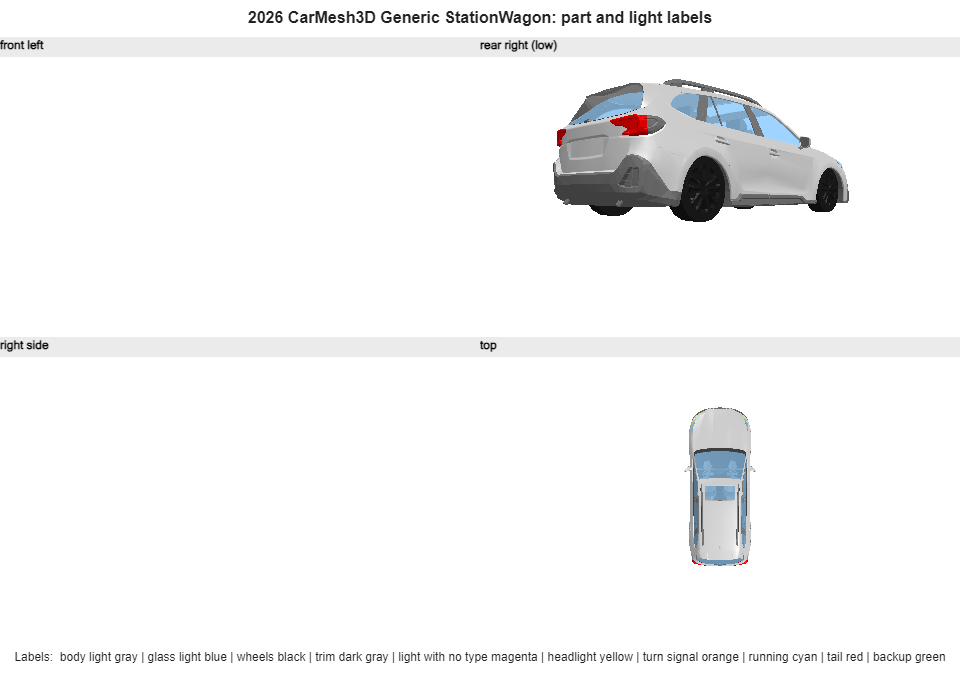 2026 CarMesh3D Generic StationWagon: part and light labels
front left
rear right (low)
right side
top
Labels:  body light gray | glass light blue | wheels black | trim dark gray | light with no type magenta | headlight yellow | turn signal orange | running cyan | tail red | backup green